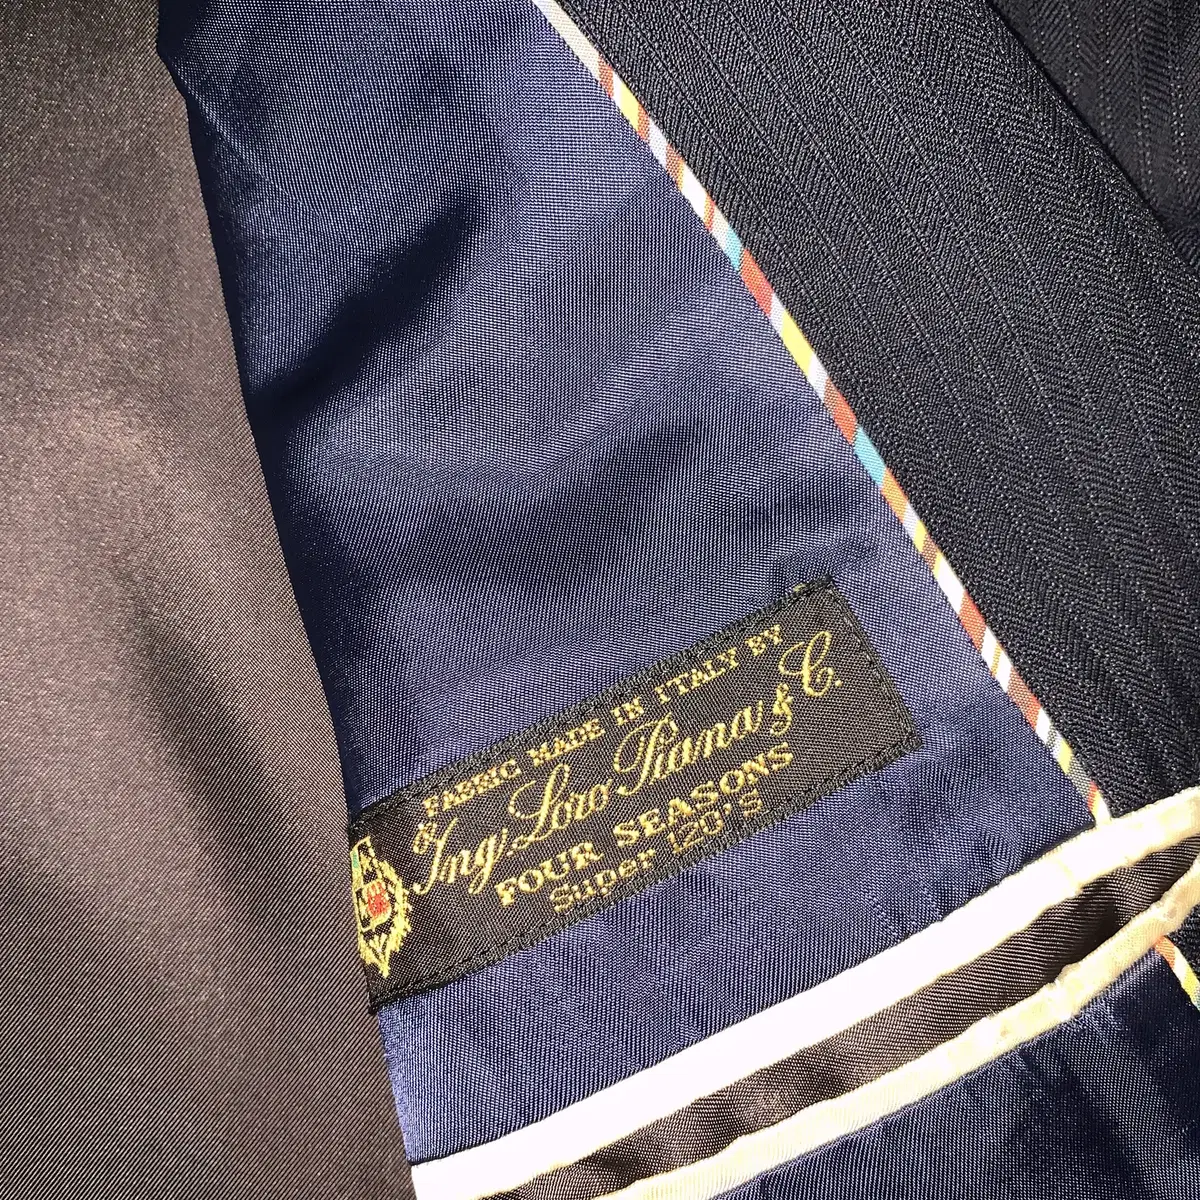 FABRIC MADE IN ITALY BY
Ing. Loro Piana & C.
FOUR SEASONS
Super 120'S